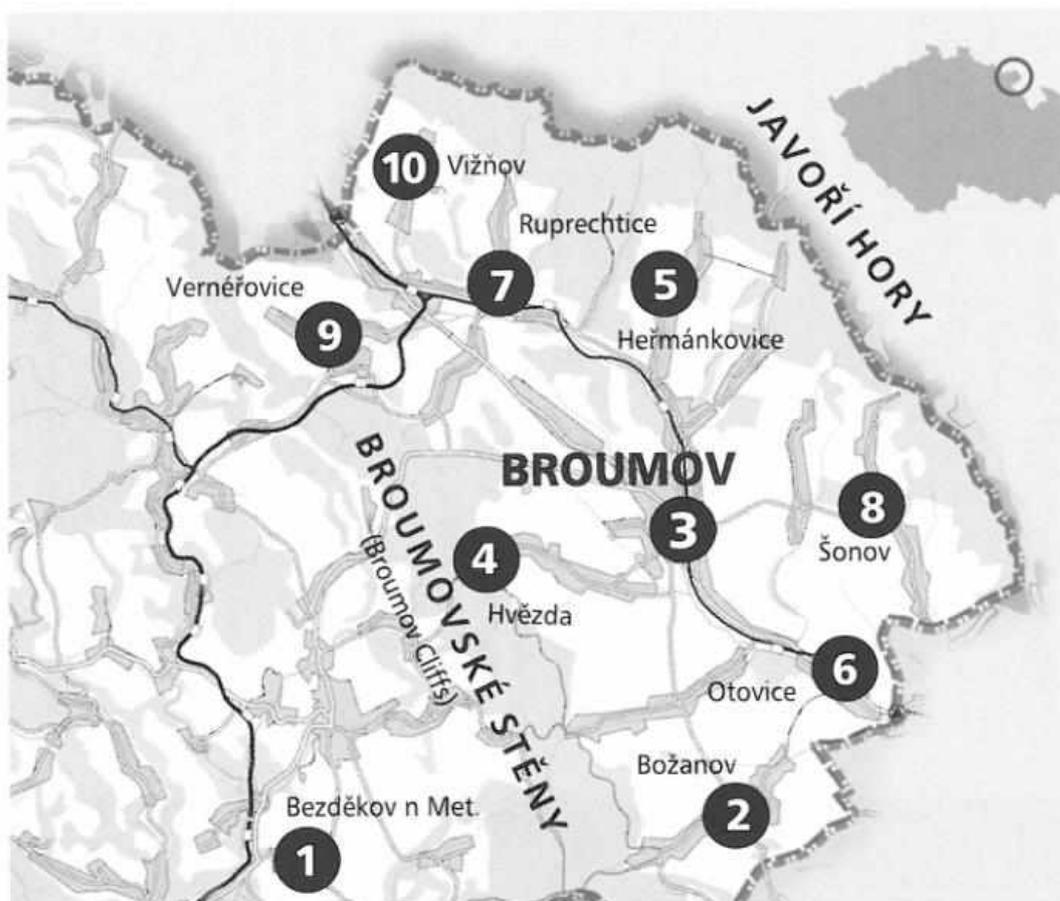 10 Vižňov
JAVOŘÍ HORY
Ruprechtice
7
5
Vernéřovice
9
Heřmánkovice
BROUMOV
3
8
Šonov
4
Hvězda
BROUMOVSKÉ STĚNY
(Broumov Cliffs)
6
Otovice
Božanov
2
Bezděkov n Met.
1